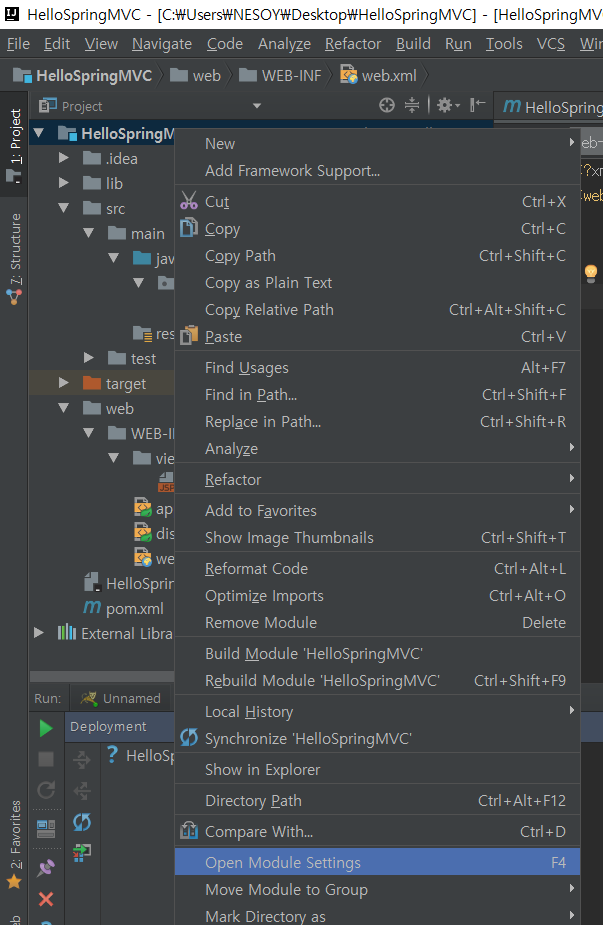 HelloSpringMVC - [C:₩Users₩NESOY₩Desktop₩HelloSpringMVC] - [HelloSpringMV
File Edit View Navigate Code Analyze Refactor Build Run Tools VCS Win
HelloSpringMVC web WEB-INF web.xml
Project
HelloSpring
1: Project
7: Structure
2: Favorites
eb
HelloSpringM
.idea
lib
src
main
jav
res
test
target
web
WEB-I
vie
JSP
ap
dis
we
HelloSprin
pom.xml
External Libra
eb-
<?xm
<web
New
Add Framework Support...
Cut Ctrl+X
Copy Ctrl+C
Copy Path Ctrl+Shift+C
Copy as Plain Text
Copy Relative Path Ctrl+Alt+Shift+C
Paste Ctrl+V
Find Usages Alt+F7
Find in Path... Ctrl+Shift+F
Replace in Path... Ctrl+Shift+R
Analyze
Refactor
Add to Favorites
Show Image Thumbnails Ctrl+Shift+T
Reformat Code Ctrl+Alt+L
Optimize Imports Ctrl+Alt+O
Remove Module Delete
Build Module 'HelloSpringMVC'
Rebuild Module 'HelloSpringMVC' Ctrl+Shift+F9
Local History
Synchronize 'HelloSpringMVC'
Show in Explorer
Directory Path Ctrl+Alt+F12
Compare With... Ctrl+D
Open Module Settings F4
Move Module to Group
Mark Directory as
Run: Unnamed
Deployment
HelloSp